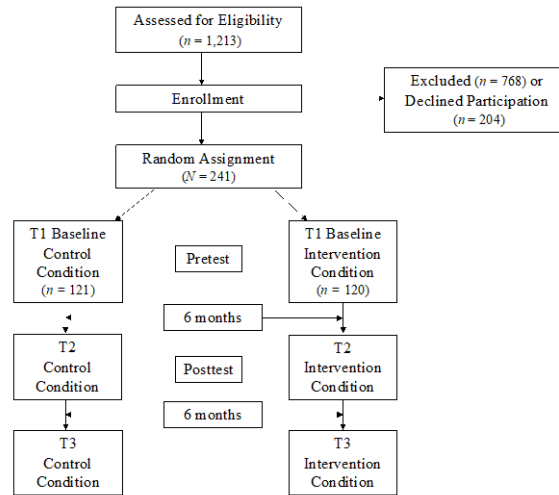 Assessed for Eligibility
(n = 1,213)
Excluded (n = 768) or
Declined Participation
(n = 204)
Enrollment
Random Assignment
(N = 241)
T1 Baseline
Control
Condition
(n = 121)
Pretest
T1 Baseline
Intervention
Condition
(n = 120)
6 months
T2
Control
Condition
Posttest
T2
Intervention
Condition
6 months
T3
Control
Condition
T3
Intervention
Condition